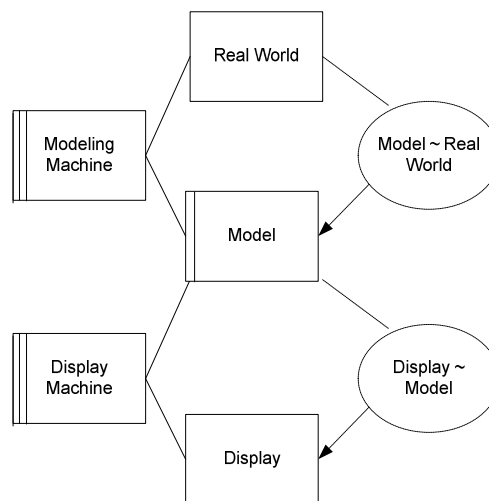 Real World
Modeling
Machine
Model ~ Real
World
Model
Display
Machine
Display ~
Model
Display